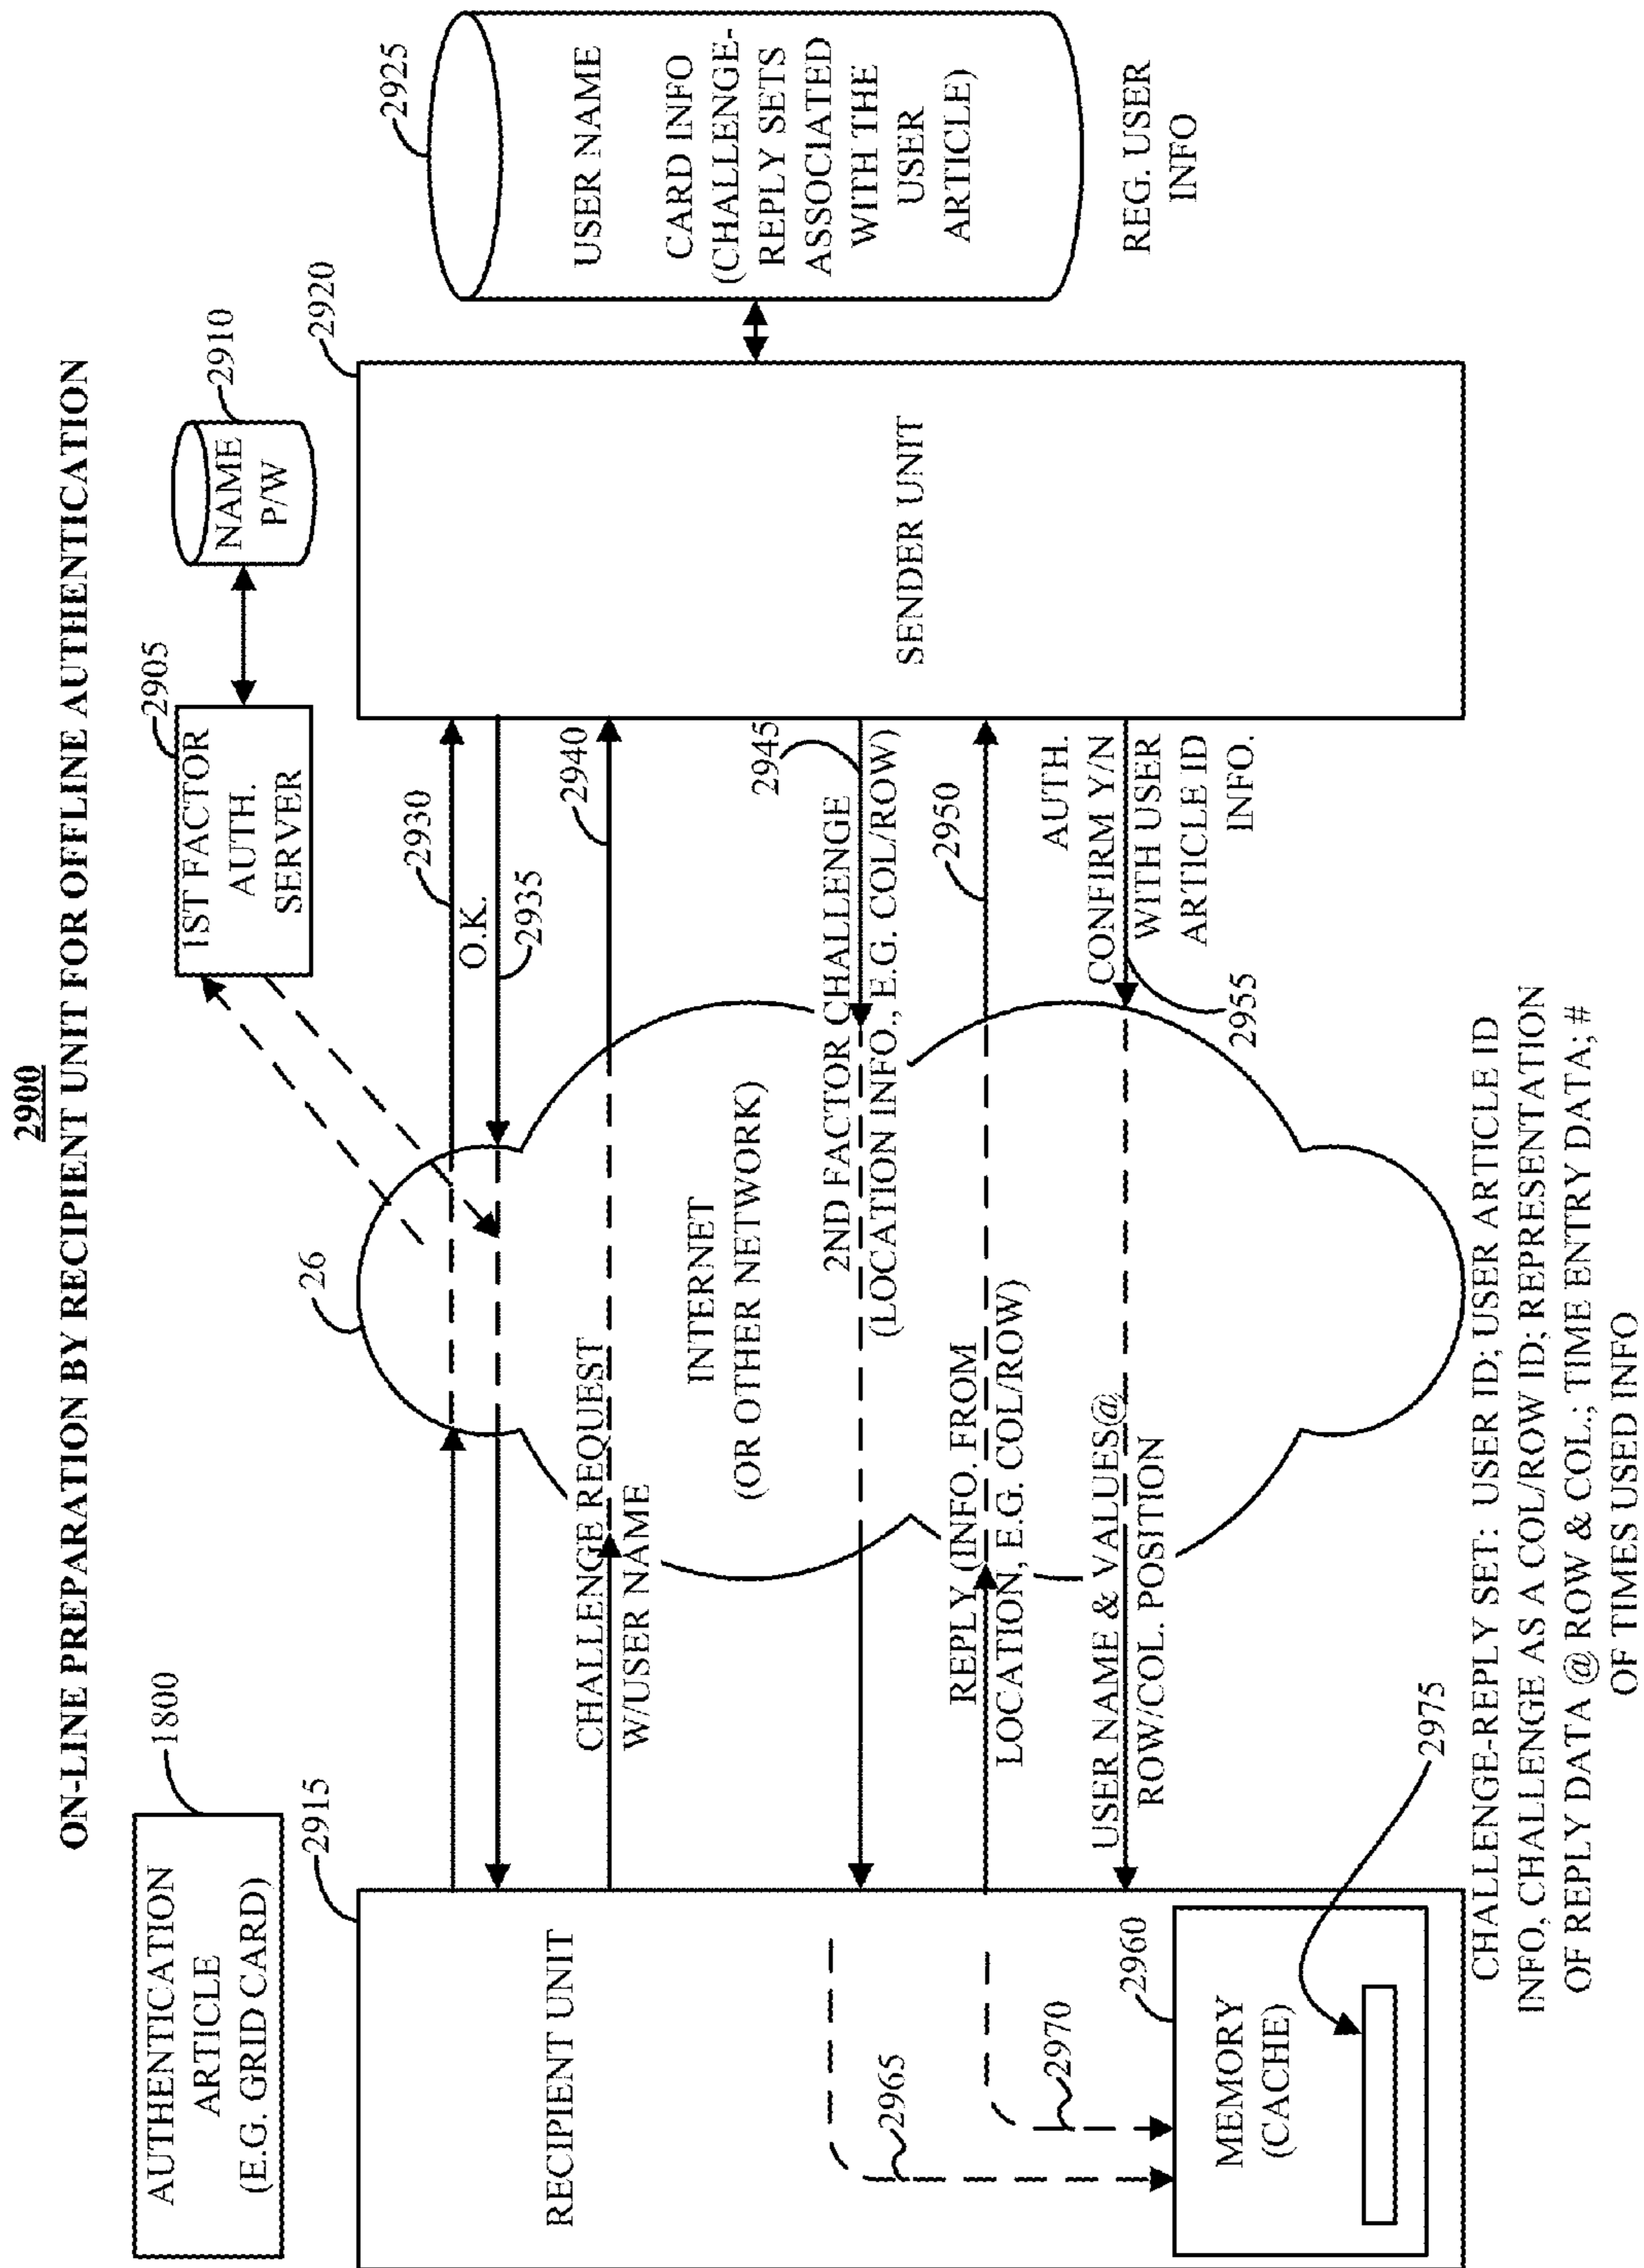 2900
ON-LINE PREPARATION BY RECIPIENT UNIT FOR OFFLINE AUTHENTICATION
AUTHENTICATION
ARTICLE
(E.G. GRID CARD)
1800
2915
RECIPIENT UNIT
2965
2970
2960
MEMORY
(CACHE)
2975
26
INTERNET
(OR OTHER NETWORK)
1ST FACTOR
AUTH.
SERVER
2905
NAME
P/W
2910
2930
O.K.
2935
CHALLENGE REQUEST
W/USER NAME
2940
2ND FACTOR CHALLENGE
(LOCATION INFO., E.G. COL/ROW)
2945
REPLY (INFO. FROM
LOCATION, E.G. COL/ROW)
2950
USER NAME & VALUES@
ROW/COL. POSITION
AUTH.
CONFIRM Y/N
WITH USER
ARTICLE ID
INFO.
2955
SENDER UNIT
2920
2925
USER NAME
CARD INFO
(CHALLENGE-
REPLY SETS
ASSOCIATED
WITH THE
USER
ARTICLE)
REG. USER
INFO
CHALLENGE-REPLY SET: USER ID; USER ARTICLE ID
INFO, CHALLENGE AS A COL/ROW ID; REPRESENTATION
OF REPLY DATA @ ROW & COL.; TIME ENTRY DATA; #
OF TIMES USED INFO